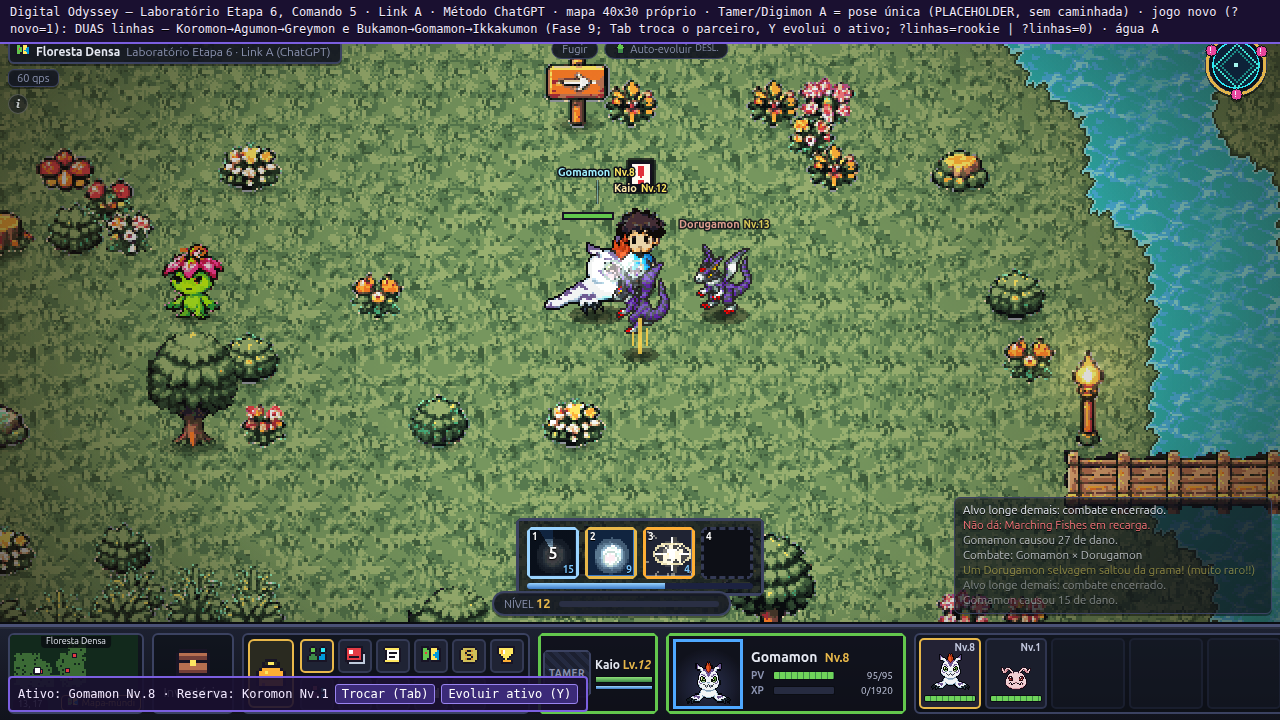 Digital Odyssey — Laboratório Etapa 6, Comando 5 · Link A · Método ChatGPT · mapa 40x30 próprio · Tamer/Digimon A = pose única (PLACEHOLDER, sem caminhada) · jogo novo (?
novo=1): DUAS linhas — Koromon→Agumon→Greymon e Bukamon→Gomamon→Ikkakumon (Fase 9; Tab troca o parceiro, Y evolui o ativo; ?linhas=rookie | ?linhas=0) · água A
Floresta Densa Laboratório Etapa 6 · Link A (ChatGPT)
Fugir
Auto-evoluir DESL.
60 qps
i
Gomamon Nv.8
Kaio Nv.12
Dorugamon Nv.13
Alvo longe demais: combate encerrado.
Não dá: Marching Fishes em recarga.
Gomamon causou 27 de dano.
Combate: Gomamon × Dorugamon
Um Dorugamon selvagem saltou da grama! (muito raro!!)
Alvo longe demais: combate encerrado.
Gomamon causou 15 de dano.
1 5 15
2 9
3 4
4
NÍVEL 12
Floresta Densa
TAMER
Kaio Lv.12
Gomamon Nv.8
PV 95/95
XP 0/1920
Nv.8
Nv.1
Ativo: Gomamon Nv.8 · Reserva: Koromon Nv.1 Trocar (Tab) Evoluir ativo (Y)